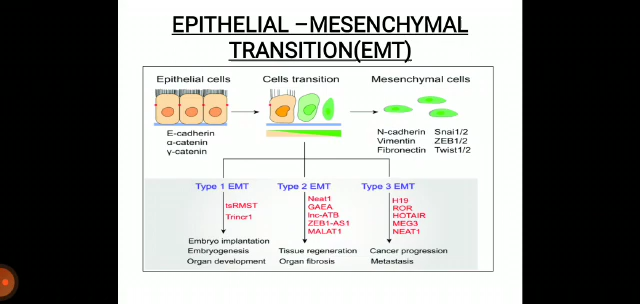 EPITHELIAL –MESENCHYMAL
TRANSITION(EMT)
Epithelial cells
Cells transition
Mesenchymal cells
E-cadherin
α-catenin
γ-catenin
N-cadherin
Vimentin
Fibronectin
Snai1/2
ZEB1/2
Twist1/2
Type 1 EMT
tsRMST
Trincr1
Embryo implantation
Embryogenesis
Organ development
Type 2 EMT
Neat1
GAEA
lnc-ATB
ZEB1-AS1
MALAT1
Tissue regeneration
Organ fibrosis
Type 3 EMT
H19
ROR
HOTAIR
MEG3
NEAT1
Cancer progression
Metastasis